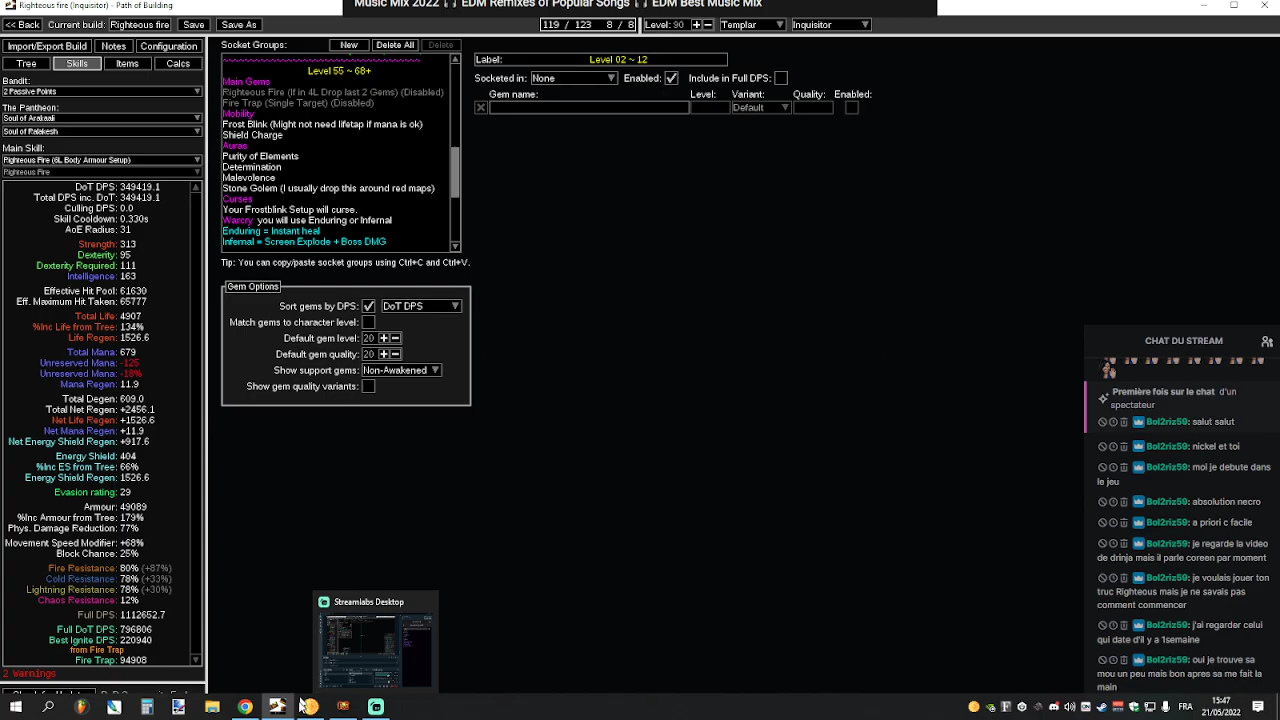 Righteous fire (Inquisitor) - Path of Building
Music Mix 2022 🎧 EDM Remixes of Popular Songs 🎧 EDM Best Music Mix
<< Back
Current build: Righteous fire
Save
Save As
119 / 123 8 / 8
Level: 90
Templar
Inquisitor
Import/Export Build
Notes
Configuration
Tree
Skills
Items
Calcs
Bandit:
2 Passive Points
The Pantheon:
Soul of Arakaali
Soul of Ralakesh
Main Skill:
Righteous Fire (6L Body Armour Setup)
Righteous Fire
DoT DPS: 349419.1
Total DPS inc. DoT: 349419.1
Culling DPS: 0.0
Skill Cooldown: 0.330s
AoE Radius: 31
Strength: 313
Dexterity: 95
Dexterity Required: 111
Intelligence: 163
Effective Hit Pool: 61630
Eff. Maximum Hit Taken: 65777
Total Life: 4907
%Inc Life from Tree: 134%
Life Regen: 1526.6
Total Mana: 679
Unreserved Mana: -125
Unreserved Mana: -18%
Mana Regen: 11.9
Total Degen: 609.0
Total Net Regen: +2456.1
Net Life Regen: +1526.6
Net Mana Regen: +11.9
Net Energy Shield Regen: +917.6
Energy Shield: 404
%Inc ES from Tree: 66%
Energy Shield Regen: 1526.6
Evasion rating: 29
Armour: 49089
%Inc Armour from Tree: 179%
Phys. Damage Reduction: 77%
Movement Speed Modifier: +68%
Block Chance: 25%
Fire Resistance: 80% (+87%)
Cold Resistance: 78% (+33%)
Lightning Resistance: 78% (+30%)
Chaos Resistance: 12%
Full DPS: 1112652.7
Full DoT DPS: 796806
Best Ignite DPS: 220940
from Fire Trap
Fire Trap: 94908
2 Warnings
Socket Groups:
New
Delete All
Delete
Level 55 ~ 68+
Main Gems
Righteous Fire (If in 4L Drop last 2 Gems) (Disabled)
Fire Trap (Single Target) (Disabled)
Mobility
Frost Blink (Might not need lifetap if mana is ok)
Shield Charge
Auras
Purity of Elements
Determination
Malevolence
Stone Golem (I usually drop this around red maps)
Curses
Your Frostblink Setup will curse.
Warcry you will use Enduring or Infernal
Enduring = Instant heal
Infernal = Screen Explode + Boss DMG
Tip: You can copy/paste socket groups using Ctrl+C and Ctrl+V.
Gem Options
Sort gems by DPS:
DoT DPS
Match gems to character level:
Default gem level: 20
Default gem quality: 20
Show support gems: Non-Awakened
Show gem quality variants:
Label: Level 02 ~ 12
Socketed in: None
Enabled:
Include in Full DPS:
Gem name:
Level:
Variant:
Quality:
Enabled:
Default
Streamlabs Desktop
CHAT DU STREAM
Première fois sur le chat d'un
spectateur
Bol2riz59: salut salut
Bol2riz59: nickel et toi
Bol2riz59: moi je debute dans
le jeu
Bol2riz59: absolution necro
Bol2riz59: a priori c facile
Bol2riz59: je regarde la video
de drinja mais il parle coreen par moment
Bol2riz59: je voulais jouer ton
truc Righteous mais je ne savais pas
comment commencer
Bol2riz59: j'ai regarder celui
qui date d'il y a 1semaine
Bol2riz59: oui je trouve sa
mou un peu mais bon apres sa me fait la
main
FRA
15:47
21/05/2022